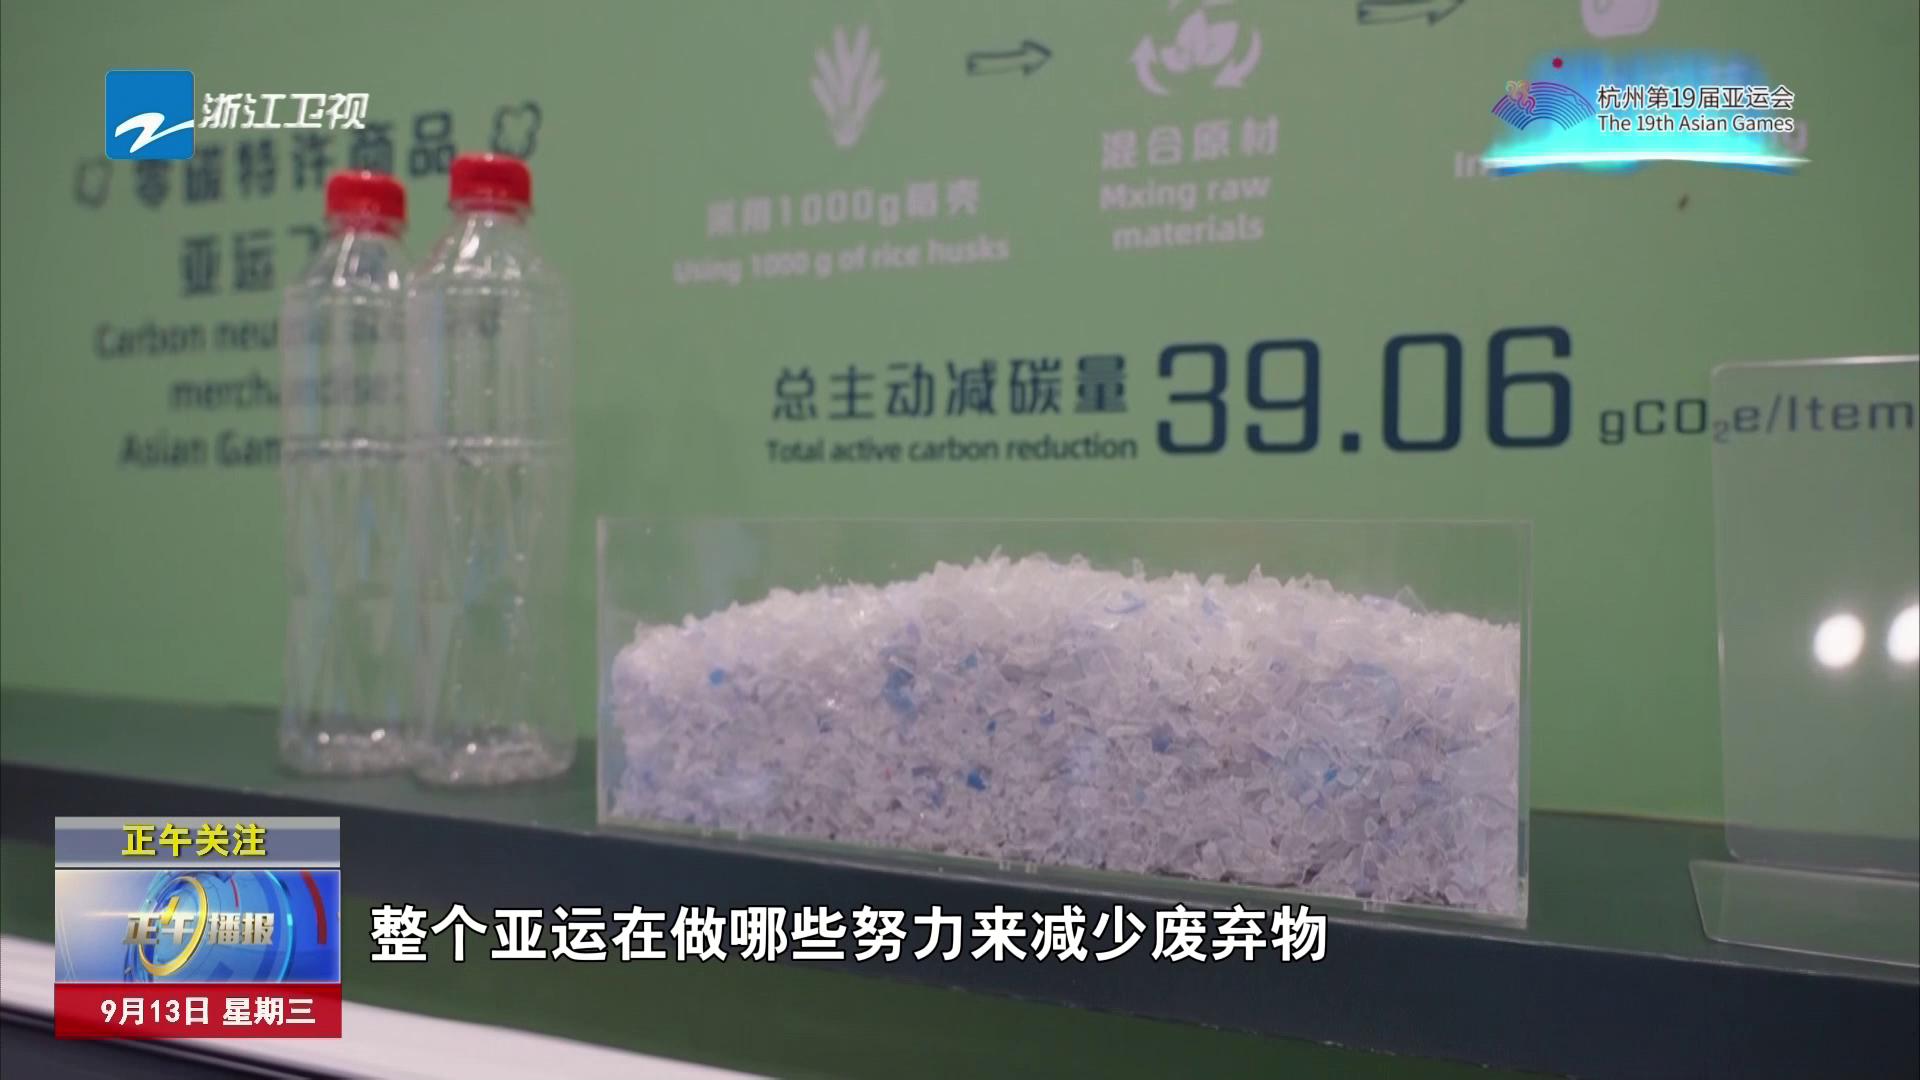 浙江卫视
杭州第19届亚运会
The 19th Asian Games
零碳特许商品
亚运
Carbon
Asian
采用1000g稻壳
Using 1000 g of rice husks
混合原材
Mxing raw
materials
总主动减碳量
Total active carbon reduction
39.06 gCO₂e/Item
正午关注
正午播报
9月13日 星期三
整个亚运在做哪些努力来减少废弃物